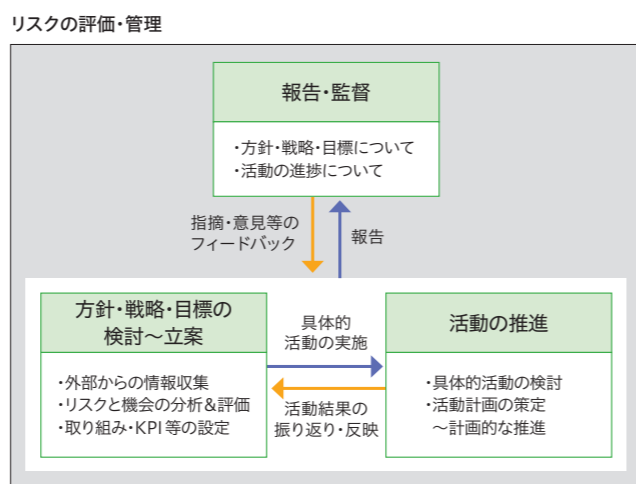 リスクの評価・管理
報告・監督
・方針・戦略・目標について
・活動の進捗について
指摘・意見等の
フィードバック
報告
方針・戦略・目標の
検討～立案
・外部からの情報収集
・リスクと機会の分析&評価
・取り組み・KPI等の設定
具体的
活動の実施
活動結果の
振り返り・反映
活動の推進
・具体的活動の検討
・活動計画の策定
～計画的な推進